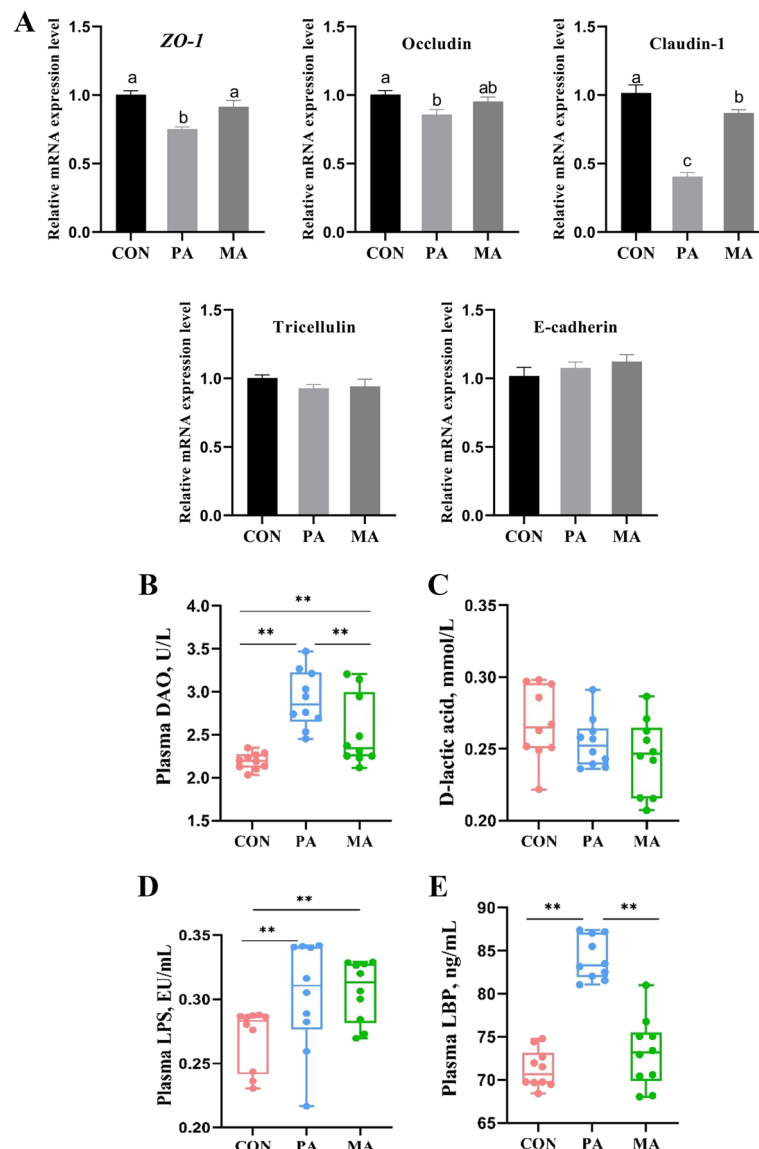 A
ZO-1
Relative mRNA expression level
1.5
1.0
0.5
0.0
a
b
a
CON PA MA
Occludin
Relative mRNA expression level
1.5
1.0
0.5
0.0
a
b
ab
CON PA MA
Claudin-1
Relative mRNA expression level
1.5
1.0
0.5
0.0
a
c
b
CON PA MA
Tricellulin
Relative mRNA expression level
1.5
1.0
0.5
0.0
CON PA MA
E-cadherin
Relative mRNA expression level
1.5
1.0
0.5
0.0
CON PA MA
B
Plasma DAO, U/L
4.0
3.5
3.0
2.5
2.0
1.5
**
** **
CON PA MA
C
D-lactic acid, mmol/L
0.35
0.30
0.25
0.20
CON PA MA
D
Plasma LPS, EU/mL
0.35
0.30
0.25
0.20
**
**
CON PA MA
E
Plasma LBP, ng/mL
90
85
80
75
70
65
** **
CON PA MA